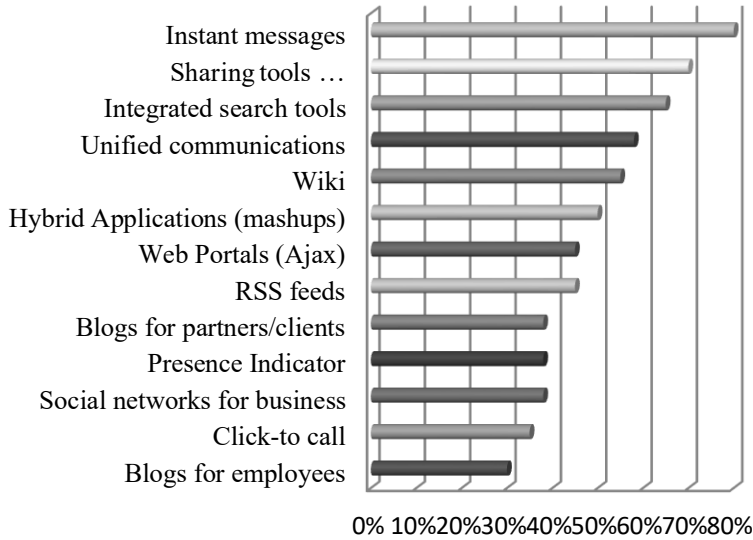 Instant messages
Sharing tools …
Integrated search tools
Unified communications
Wiki
Hybrid Applications (mashups)
Web Portals (Ajax)
RSS feeds
Blogs for partners/clients
Presence Indicator
Social networks for business
Click-to call
Blogs for employees
0% 10%20%30%40%50%60%70%80%